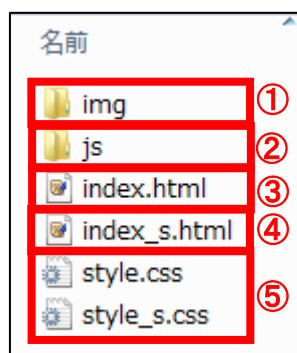 名前
img ①
js ②
index.html ③
index_s.html ④
style.css
⑤
style_s.css